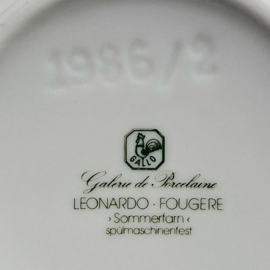 1986/2
GALLO
Galerie de Porcelaine
LEONARDO · FOUGERE
› Sommerfarn ‹
spülmaschinenfest